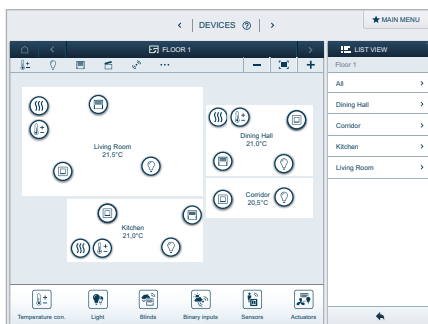 DEVICES
MAIN MENU
FLOOR 1
LIST VIEW
Floor 1
All
Dining Hall
Corridor
Kitchen
Living Room
Living Room
21,5°C
Dining Hall
21,0°C
Corridor
20,5°C
Kitchen
21,0°C
Temperature con.
Light
Blinds
Binary inputs
Sensors
Actuators